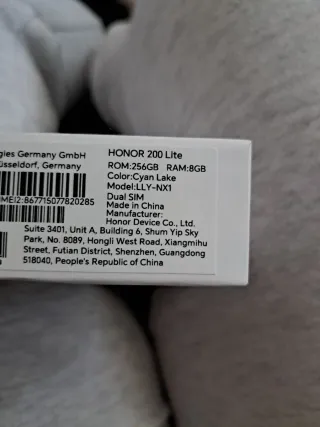 gies Germany GmbH
üsseldorf, Germany
MEI2:867715077820285
HONOR 200 Lite
ROM:256GB RAM:8GB
Color:Cyan Lake
Model:LLY-NX1
Dual SIM
Made in China
Manufacturer:
Honor Device Co., Ltd.
Suite 3401, Unit A, Building 6, Shum Yip Sky
Park, No. 8089, Hongli West Road, Xiangmihu
Street, Futian District, Shenzhen, Guangdong
518040, People's Republic of China